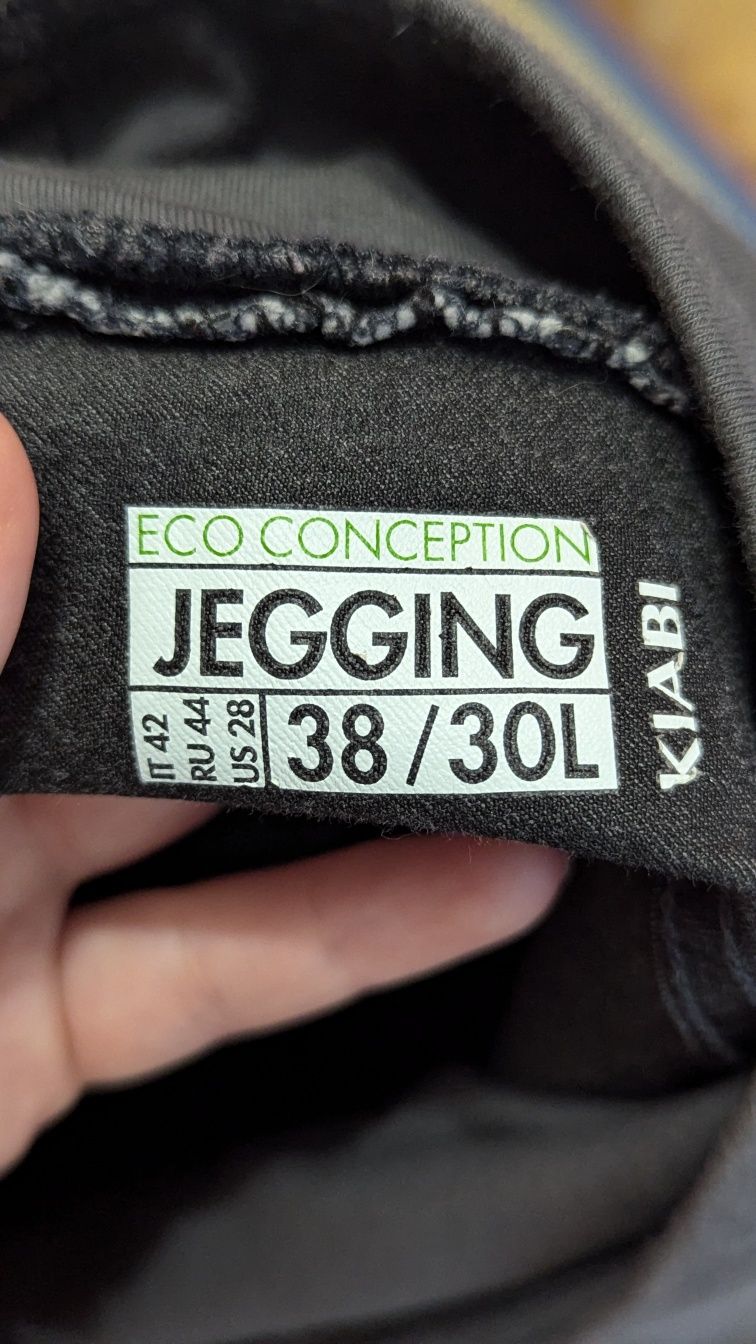 ECO CONCEPTION
JEGGING
IT 42
RU 44
US 28
38 / 30L
KIABI